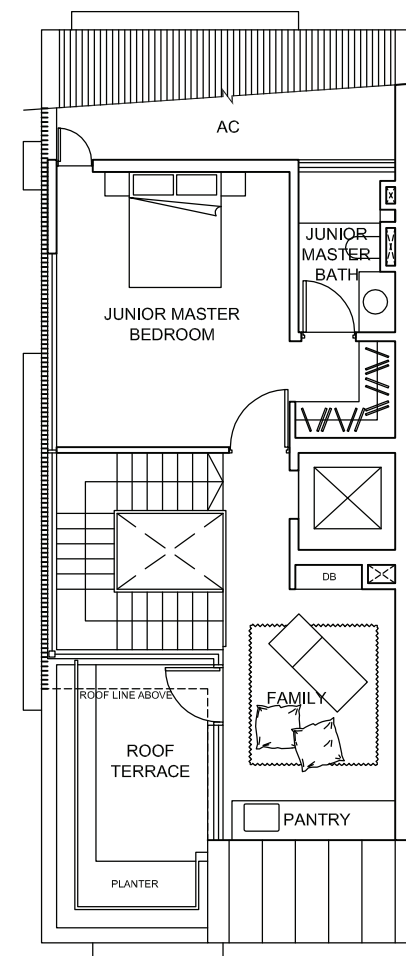 AC
JUNIOR
MASTER
BATH
JUNIOR MASTER
BEDROOM
DB
FAMILY
ROOF LINE ABOVE
ROOF
TERRACE
PANTRY
PLANTER